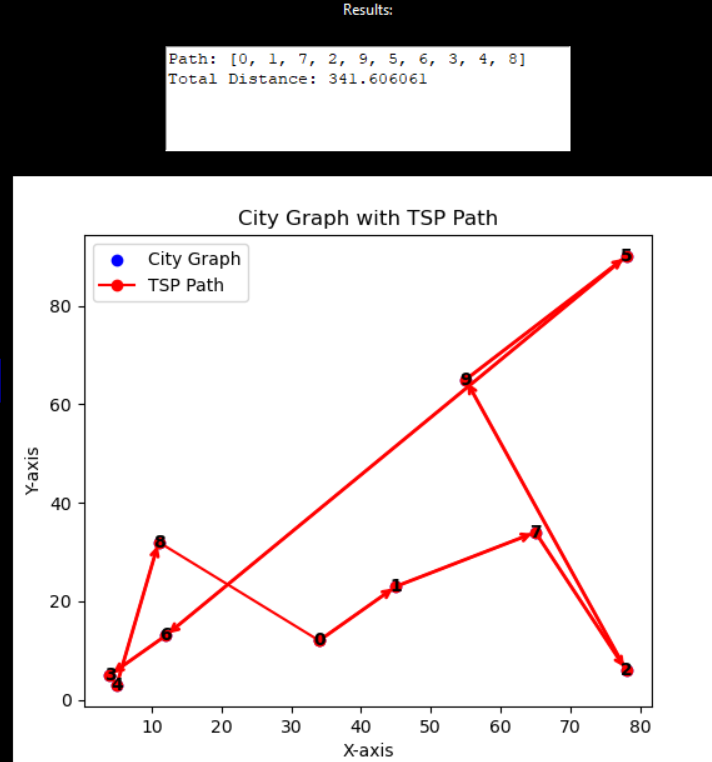 Results:
Path: [0, 1, 7, 2, 9, 5, 6, 3, 4, 8]
Total Distance: 341.606061
City Graph with TSP Path
City Graph
TSP Path
5
80
9
60
Y-axis
40
8
7
1
20
6
0
3
2
4
0
10
20
30
40
50
60
70
80
X-axis